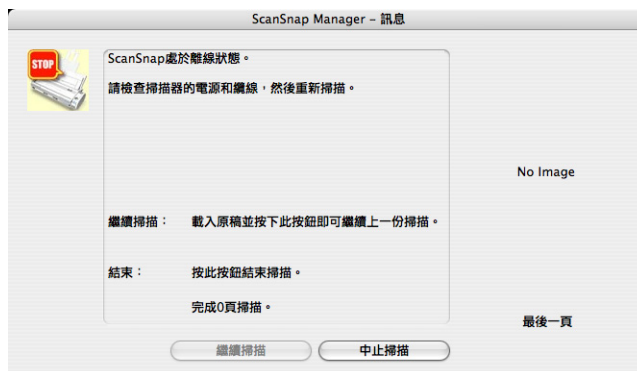 ScanSnap Manager – 訊息
STOP
ScanSnap處於離線狀態。
請檢查掃描器的電源和纜線，然後重新掃描。
No Image
繼續掃描： 載入原稿並按下此按鈕即可繼續上一份掃描。
結束： 按此按鈕結束掃描。
完成0頁掃描。
最後一頁
繼續掃描 中止掃描